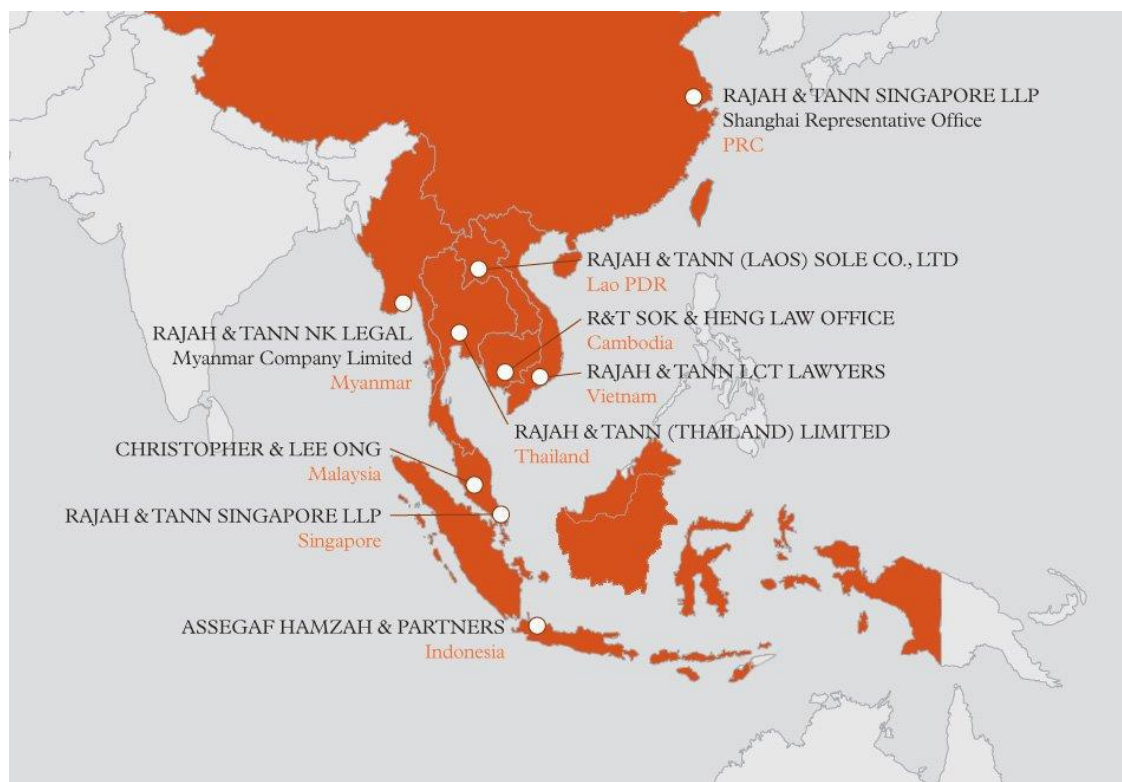 RAJAH & TANN SINGAPORE LLP
Shanghai Representative Office
PRC
RAJAH & TANN (LAOS) SOLE CO., LTD
Lao PDR
RAJAH & TANN NK LEGAL
Myanmar Company Limited
Myanmar
R&T SOK & HENG LAW OFFICE
Cambodia
RAJAH & TANN LCT LAWYERS
Vietnam
RAJAH & TANN (THAILAND) LIMITED
Thailand
CHRISTOPHER & LEE ONG
Malaysia
RAJAH & TANN SINGAPORE LLP
Singapore
ASSEGAF HAMZAH & PARTNERS
Indonesia